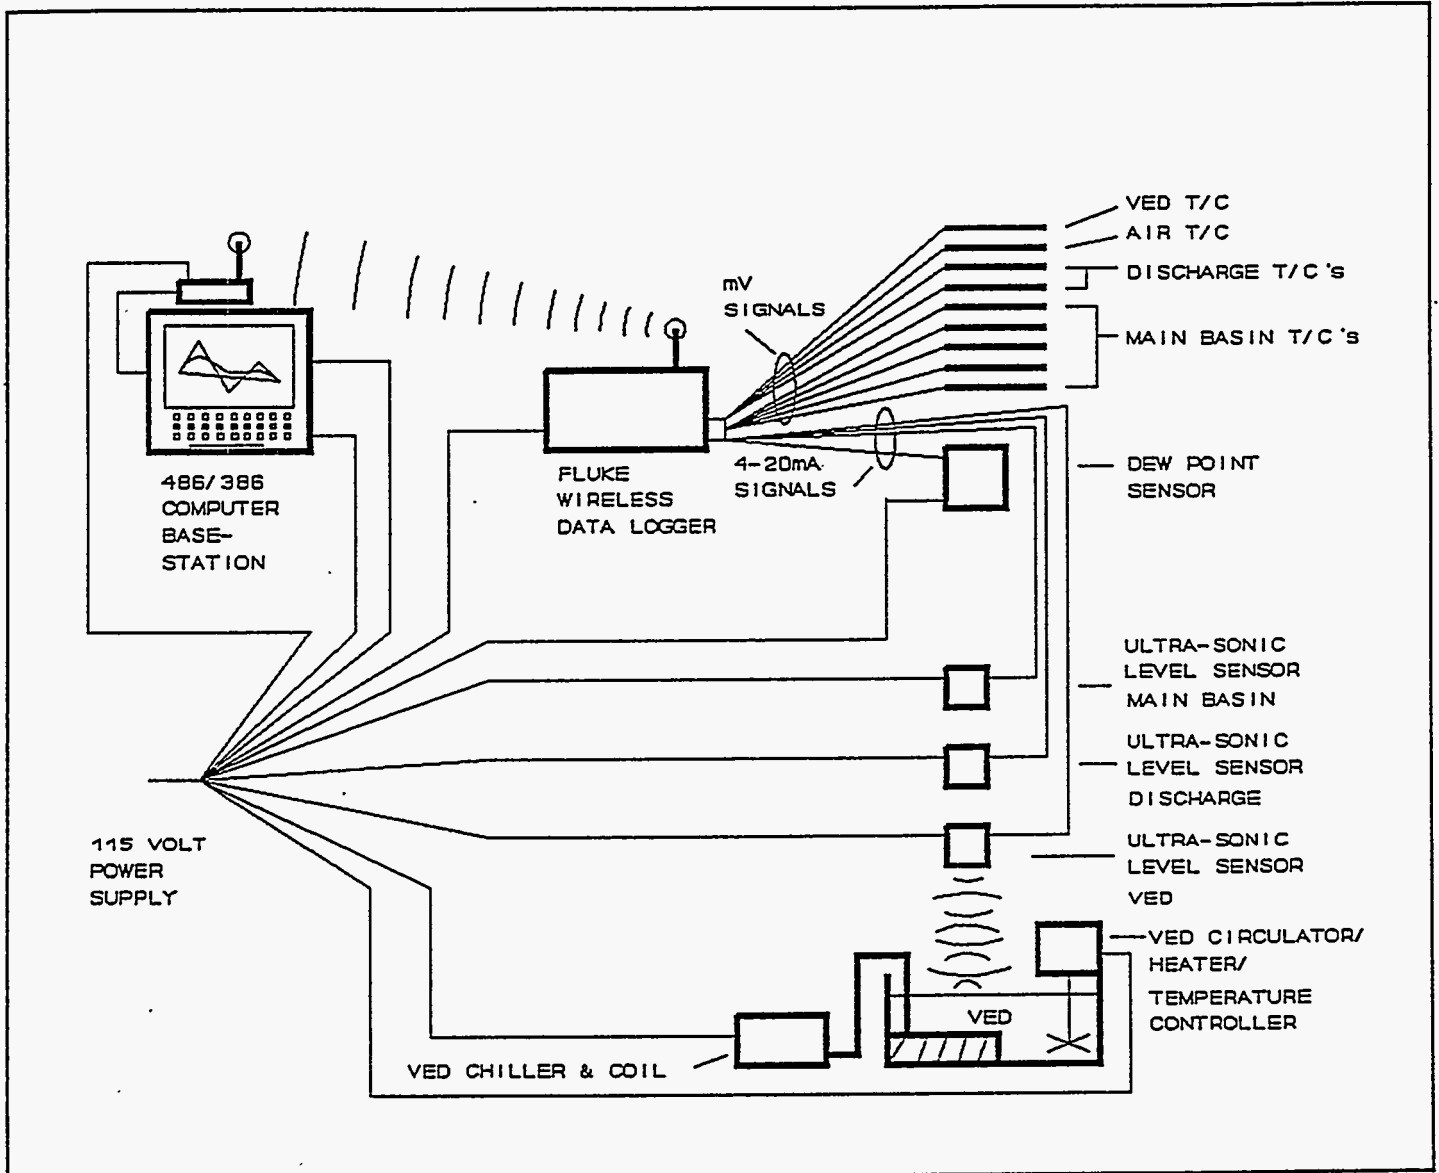 VED T/C
AIR T/C
DISCHARGE T/C's
MAIN BASIN T/C's
mV
SIGNALS
4-20mA
SIGNALS
DEW POINT
SENSOR
486/386
COMPUTER
BASE-
STATION
FLUKE
WIRELESS
DATA LOGGER
ULTRA-SONIC
LEVEL SENSOR
MAIN BASIN
ULTRA-SONIC
LEVEL SENSOR
DISCHARGE
115 VOLT
POWER
SUPPLY
ULTRA-SONIC
LEVEL SENSOR
VED
VED CIRCULATOR/
HEATER/
TEMPERATURE
CONTROLLER
VED
VED CHILLER & COIL